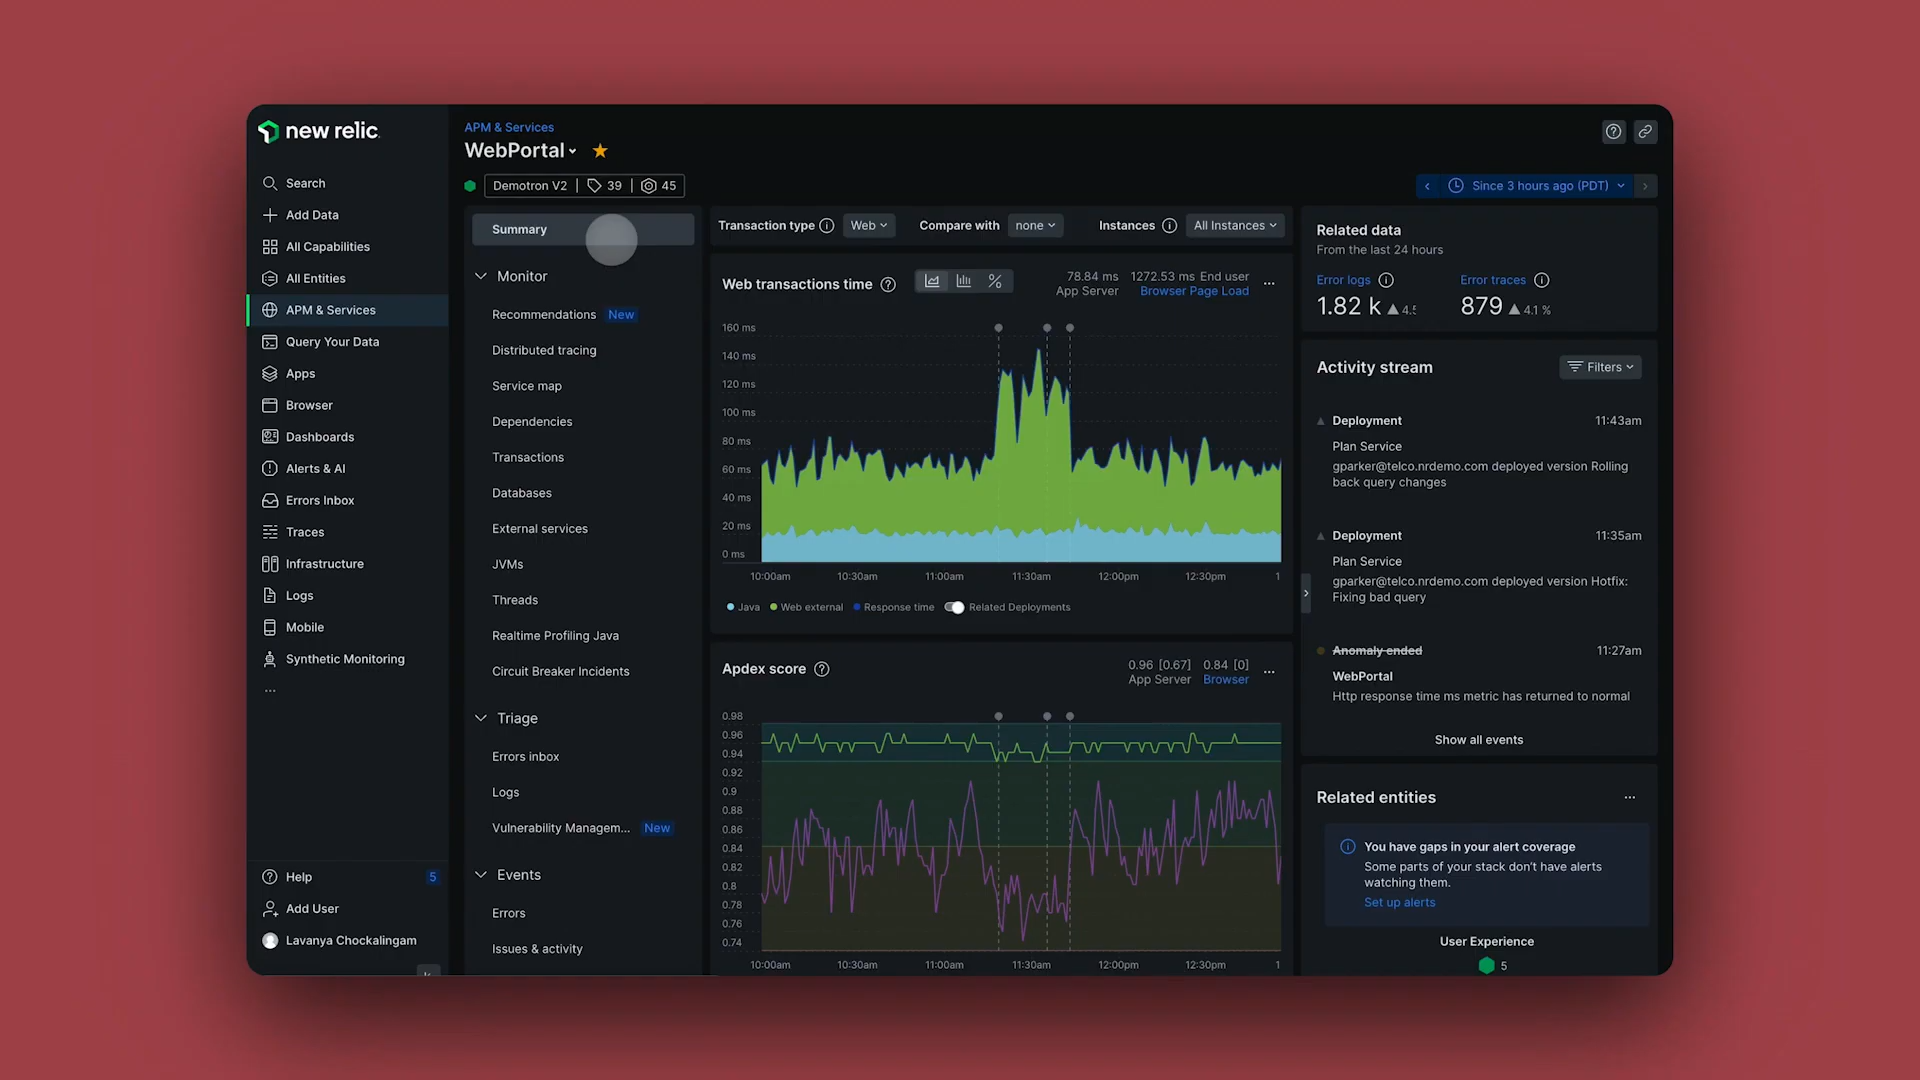 new relic.
Search
Add Data
All Capabilities
All Entities
APM & Services
Query Your Data
Apps
Browser
Dashboards
Alerts & AI
Errors Inbox
Traces
Infrastructure
Logs
Mobile
Synthetic Monitoring
...
Help 5
Add User
Lavanya Chockalingam
APM & Services
WebPortal
Demotron V2 | 39 | 45
Since 3 hours ago (PDT)
Summary
Monitor
Recommendations New
Distributed tracing
Service map
Dependencies
Transactions
Databases
External services
JVMs
Threads
Realtime Profiling Java
Circuit Breaker Incidents
Triage
Errors inbox
Logs
Vulnerability Managem... New
Events
Errors
Issues & activity
Transaction type Web Compare with none Instances All Instances
Web transactions time
%
78.84 ms 1272.53 ms End user
App Server Browser Page Load
160 ms
140 ms
120 ms
100 ms
80 ms
60 ms
40 ms
20 ms
0 ms
10:00am 10:30am 11:00am 11:30am 12:00pm 12:30pm 1
Java Web external Response time Related Deployments
Apdex score
0.96 [0.67] 0.84 [0]
App Server Browser
0.98
0.96
0.94
0.92
0.9
0.88
0.86
0.84
0.82
0.8
0.78
0.76
0.74
10:00am 10:30am 11:00am 11:30am 12:00pm 12:30pm 1
Related data
From the last 24 hours
Error logs Error traces
1.82 k 4.5 879 4.1 %
Activity stream Filters
Deployment 11:43am
Plan Service
gparker@telco.nrdemo.com deployed version Rolling
back query changes
Deployment 11:35am
Plan Service
gparker@telco.nrdemo.com deployed version Hotfix:
Fixing bad query
Anomaly ended 11:27am
WebPortal
Http response time ms metric has returned to normal
Show all events
Related entities
You have gaps in your alert coverage
Some parts of your stack don't have alerts
watching them.
Set up alerts
User Experience
5